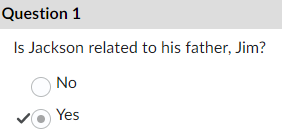 Question 1
Is Jackson related to his father, Jim?
No
Yes